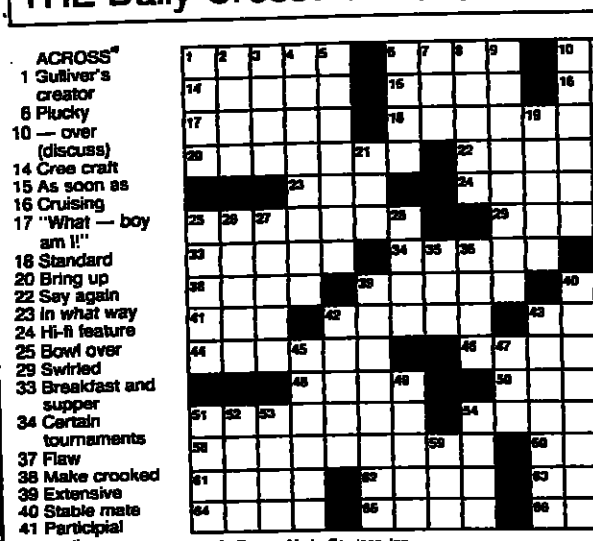 ACROSS
1 Gulliver's
creator
6 Plucky
10 — over
(discuss)
14 Cree craft
15 As soon as
16 Cruising
17 "What — boy
am I!"
18 Standard
20 Bring up
22 Say again
23 In what way
24 Hi-fi feature
25 Bowl over
29 Swirled
33 Breakfast and
supper
34 Certain
tournaments
37 Flaw
38 Make crooked
39 Extensive
40 Stable mate
41 Participial
1 2 3 4 5 6 7 8 9 10
14 15 16
17 18 19
20 21 22
23 24
25 26 27 28 29
33 34 35 36
38 39 40
41 42 43
44 45 46 47
48 49 50
51 52 53 54
58 59 60
61 62 63
64 65 66